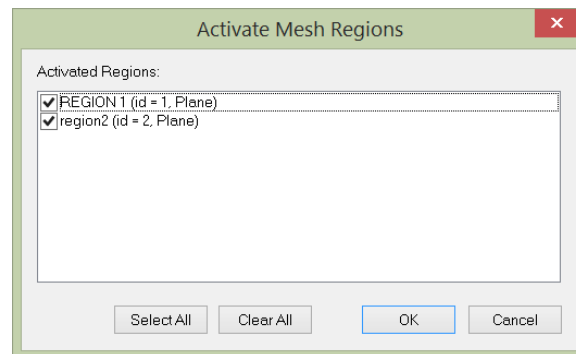 Activate Mesh Regions
Activated Regions:
REGION 1 (id = 1, Plane)
region2 (id = 2, Plane)
Select All Clear All OK Cancel